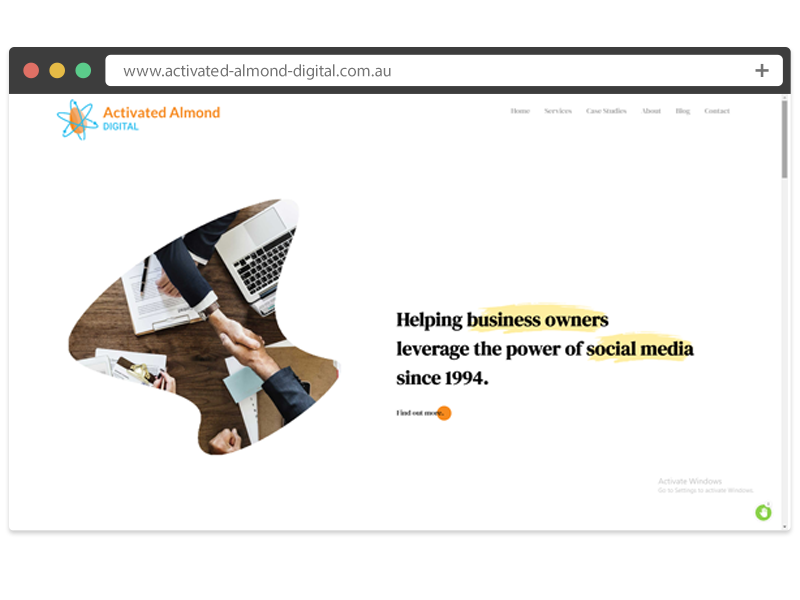 www.activated-almond-digital.com.au
Activated Almond
DIGITAL
Home Services Case Studies About Blog Contact
Helping business owners
leverage the power of social media
since 1994.
Find out more.
Activate Windows
Go to Settings to activate Windows.